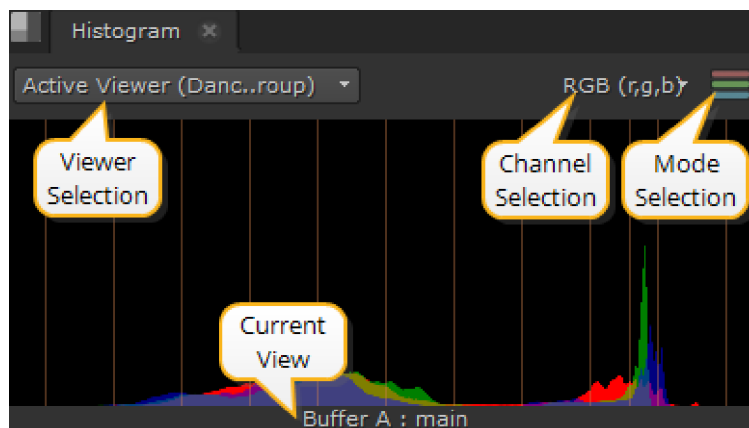 Histogram
Active Viewer (Danc..roup)
RGB (r,g,b)
Viewer
Selection
Channel
Selection
Mode
Selection
Current
View
Buffer A : main